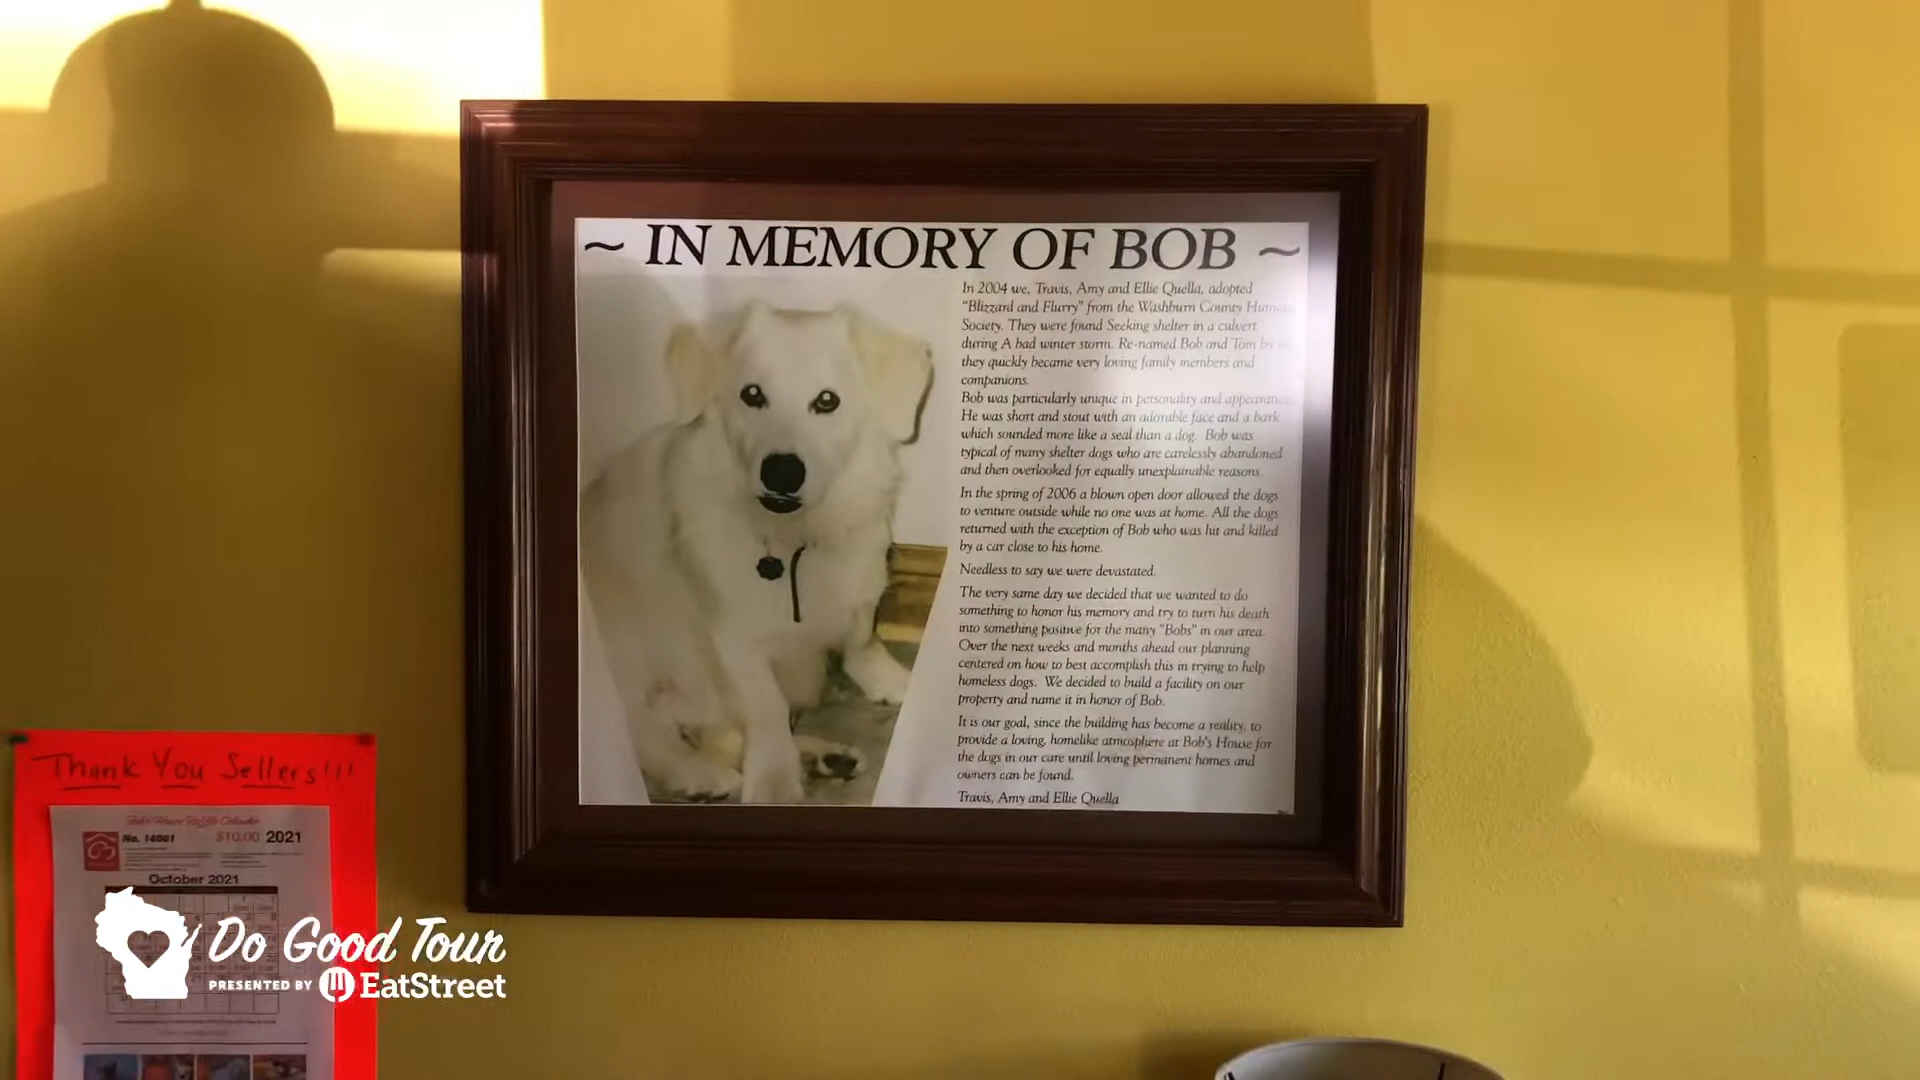 ~ IN MEMORY OF BOB ~
In 2004 we, Travis, Amy and Ellie Quella, adopted
"Blizzard and Flurry" from the Washburn County Humane
Society. They were found Seeking shelter in a culvert
during A bad winter storm. Re-named Bob and Tom by
they quickly became very loving family members and
companions.
Bob was particularly unique in personality and appearance.
He was short and stout with an adorable face and a bark
which sounded more like a seal than a dog. Bob was
typical of many shelter dogs who are carelessly abandoned
and then overlooked for equally unexplainable reasons.
In the spring of 2006 a blown open door allowed the dogs
to venture outside while no one was at home. All the dogs
returned with the exception of Bob who was hit and killed
by a car close to his home.
Needless to say we were devastated.
The very same day we decided that we wanted to do
something to honor his memory and try to turn his death
into something positive for the many "Bobs" in our area.
Over the next weeks and months ahead our planning
centered on how to best accomplish this in trying to help
homeless dogs. We decided to build a facility on our
property and name it in honor of Bob.
It is our goal, since the building has become a reality, to
provide a loving, homelike atmosphere at Bob's House for
the dogs in our care until loving permanent homes and
owners can be found.
Travis, Amy and Ellie Quella
Thank You Sellers!!!
Bob's House Raffle Calendar
No. 14001 $10.00 2021
October 2021
Do Good Tour
PRESENTED BY EatStreet